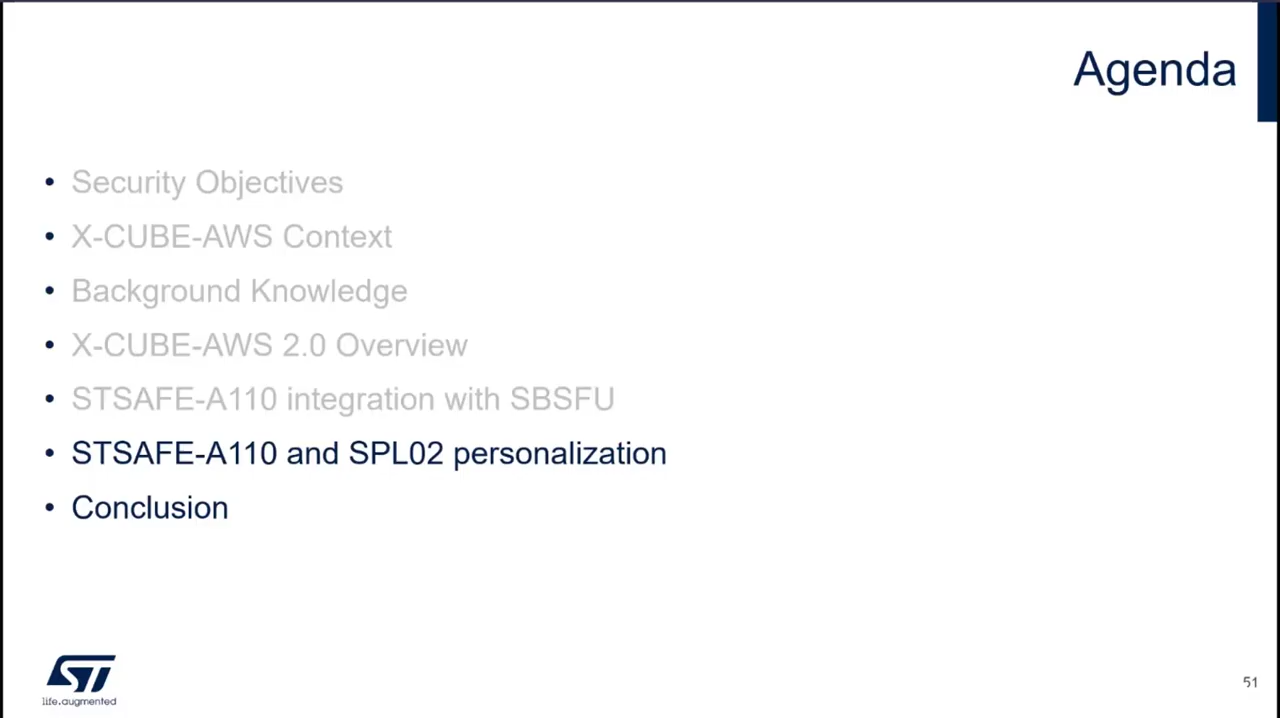 Agenda
• Security Objectives
• X-CUBE-AWS Context
• Background Knowledge
• X-CUBE-AWS 2.0 Overview
• STSAFE-A110 integration with SBSFU
• STSAFE-A110 and SPL02 personalization
• Conclusion
ST
life.augmented
51